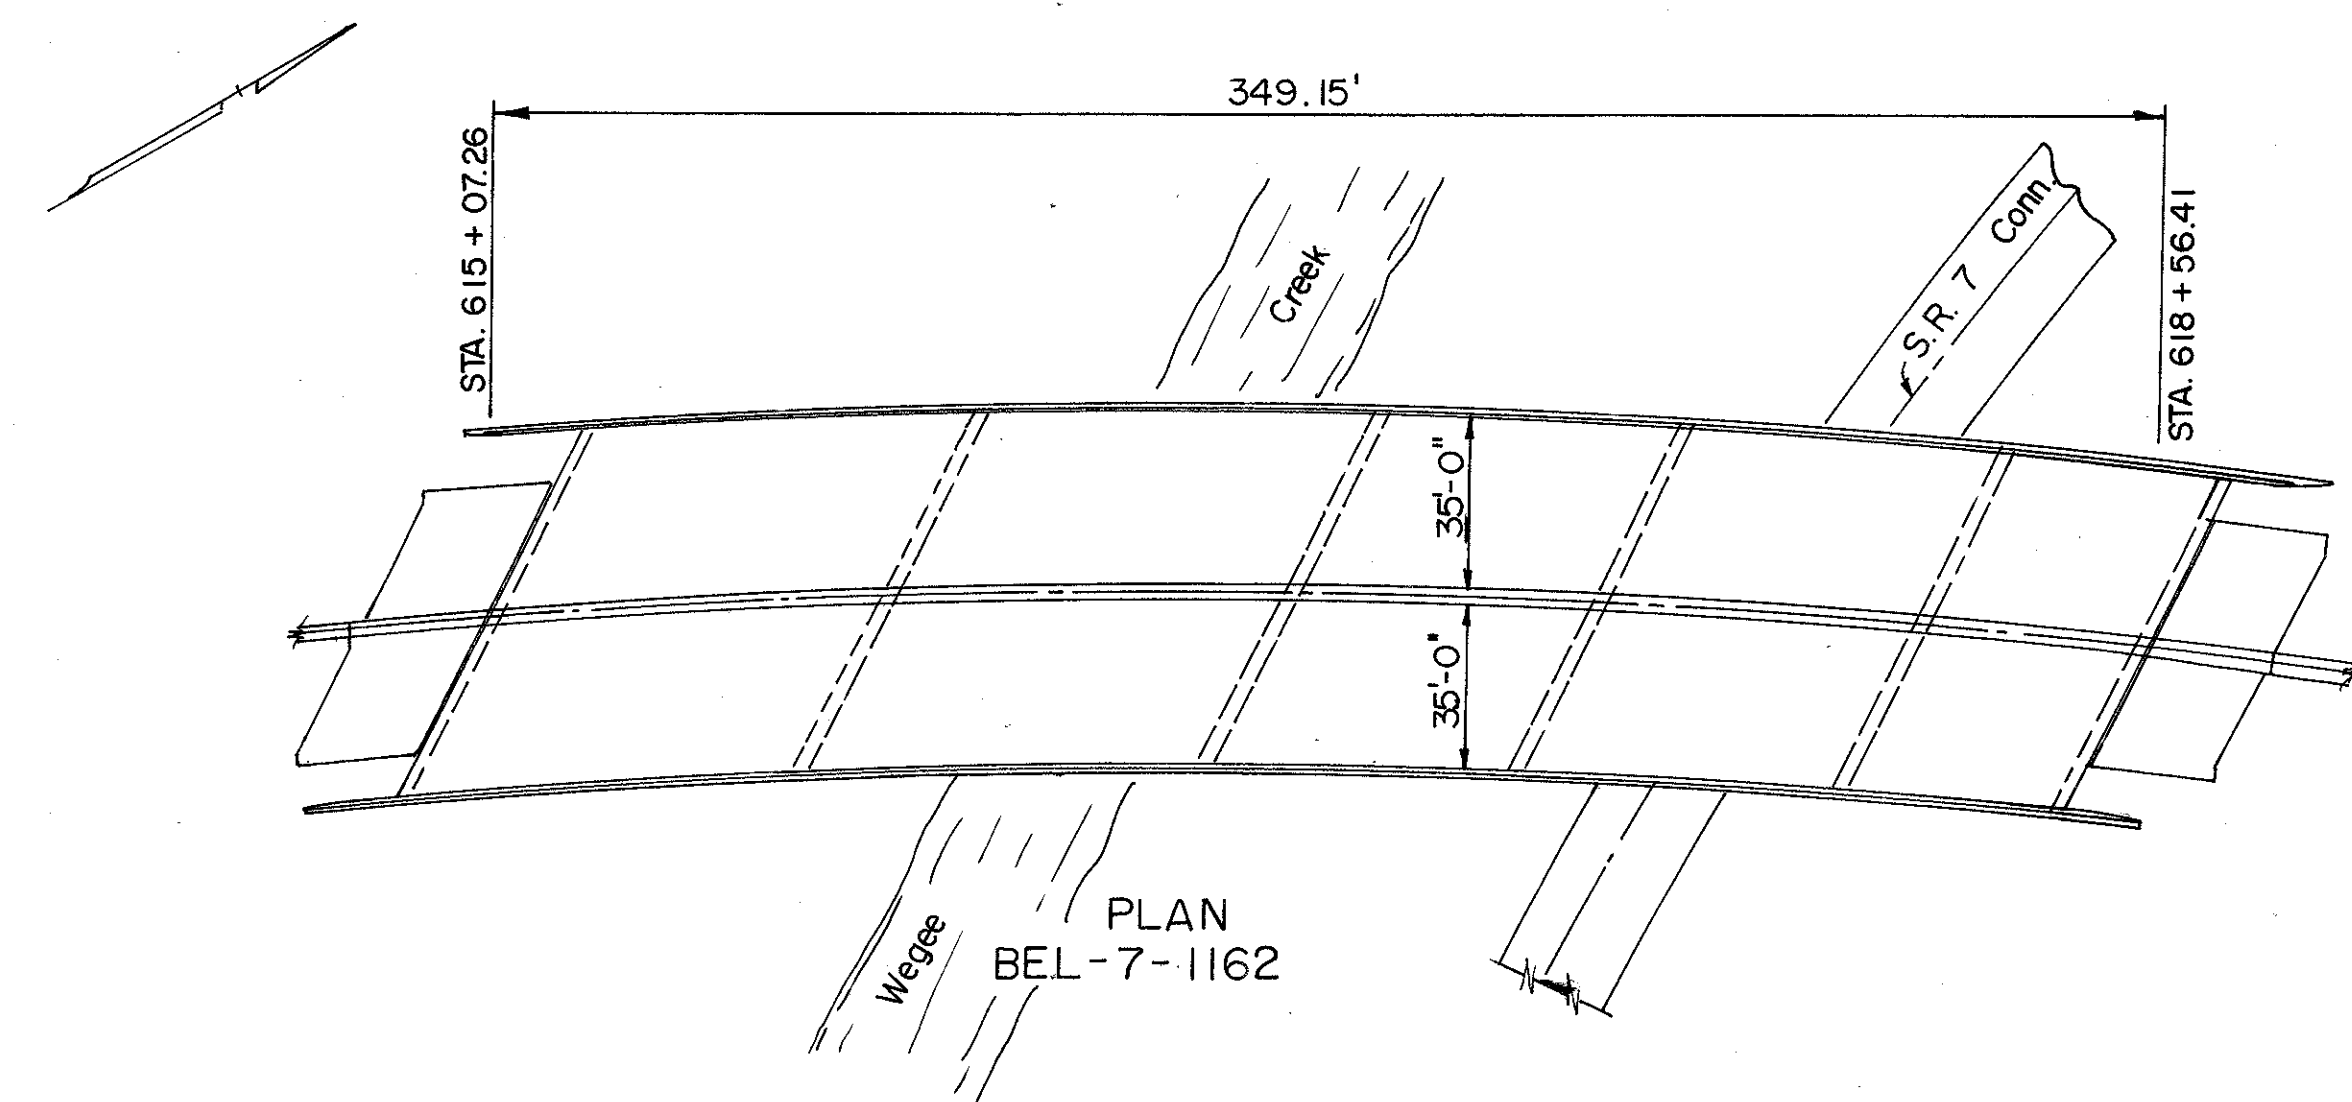 349.15'
STA. 615 + 07.26
STA. 618 + 56.41
Creek
S.R. 7 Conn.
35'-0"
35'-0"
Wegee
PLAN
BEL-7-1162